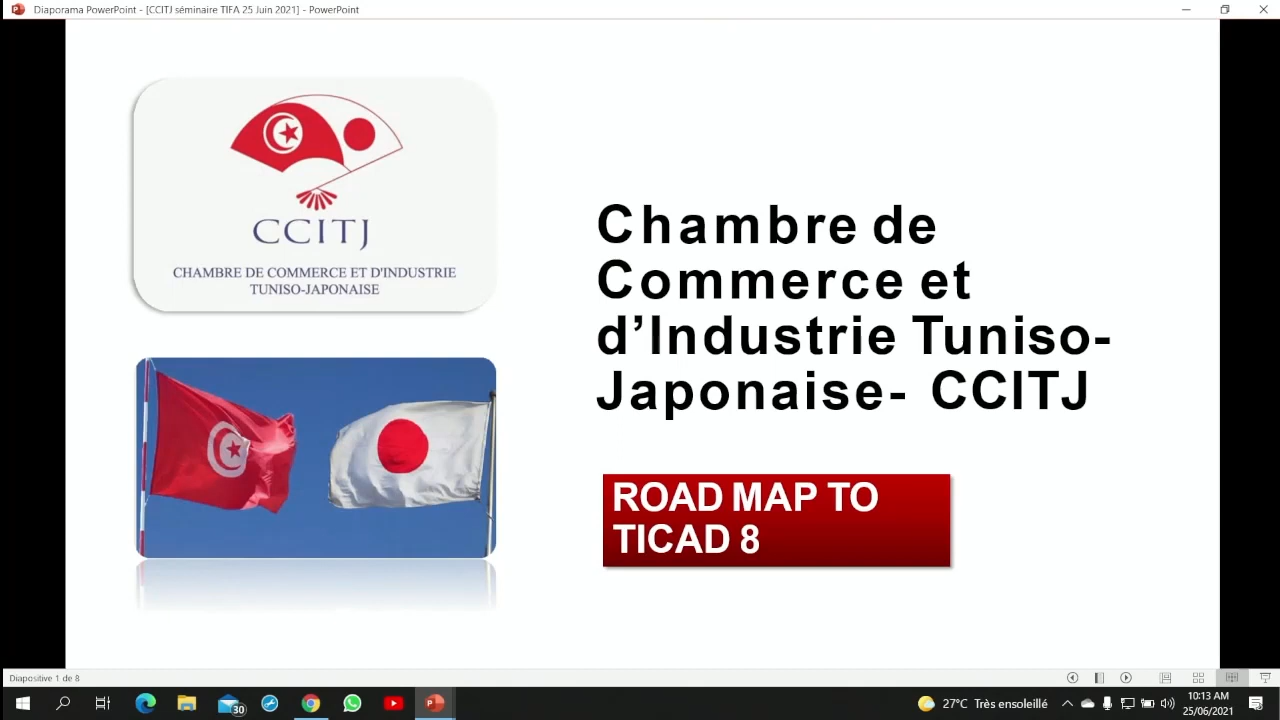 Diaporama PowerPoint - [CCITJ séminaire TIFA 25 Juin 2021] - PowerPoint
CCITJ
CHAMBRE DE COMMERCE ET D'INDUSTRIE
TUNISO-JAPONAISE
Chambre de
Commerce et
d’Industrie Tuniso-
Japonaise- CCITJ
ROAD MAP TO
TICAD 8
Diapositive 1 de 8
30
27°C Très ensoleillé
10:13 AM
25/06/2021